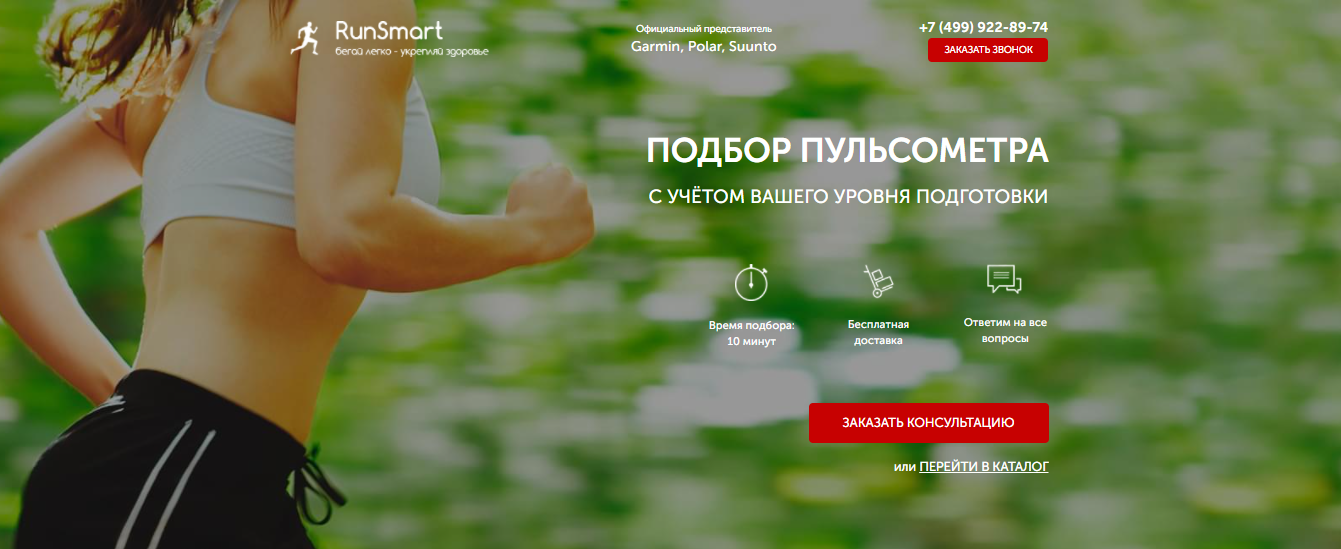 RunSmart
бегай легко - укрепляй здоровье
Официальный представитель
Garmin, Polar, Suunto
+7 (499) 922-89-74
ЗАКАЗАТЬ ЗВОНОК
ПОДБОР ПУЛЬСОМЕТРА
С УЧЁТОМ ВАШЕГО УРОВНЯ ПОДГОТОВКИ
Время подбора:
10 минут
Бесплатная
доставка
Ответим на все
вопросы
ЗАКАЗАТЬ КОНСУЛЬТАЦИЮ
или ПЕРЕЙТИ В КАТАЛОГ